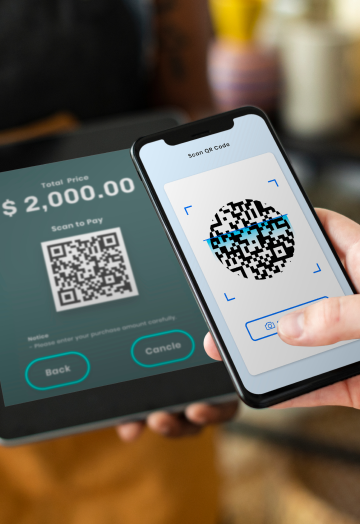 Total Price
$ 2,000.00
Scan to Pay
Notice
- Please enter your purchase amount carefully.
Back
Cancle
Scan QR Code